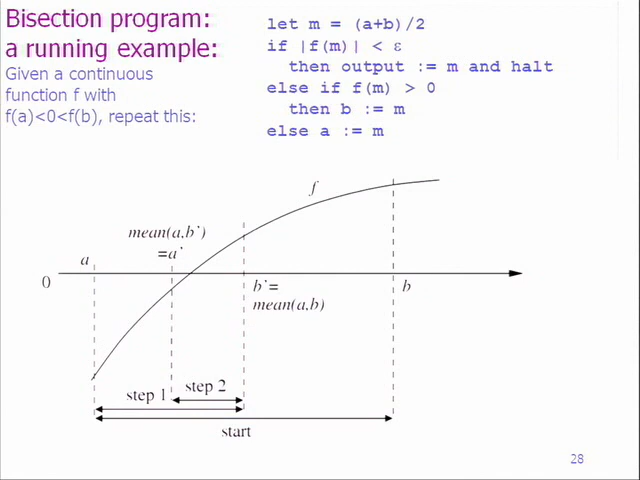 Bisection program:
a running example:
Given a continuous
function f with
f(a)<0<f(b), repeat this:
let m = (a+b)/2
if |f(m)| < ε
then output := m and halt
else if f(m) > 0
then b := m
else a := m
f
mean(a,b')
=a'
a
0
b'=
mean(a,b)
b
step 1
step 2
start
28